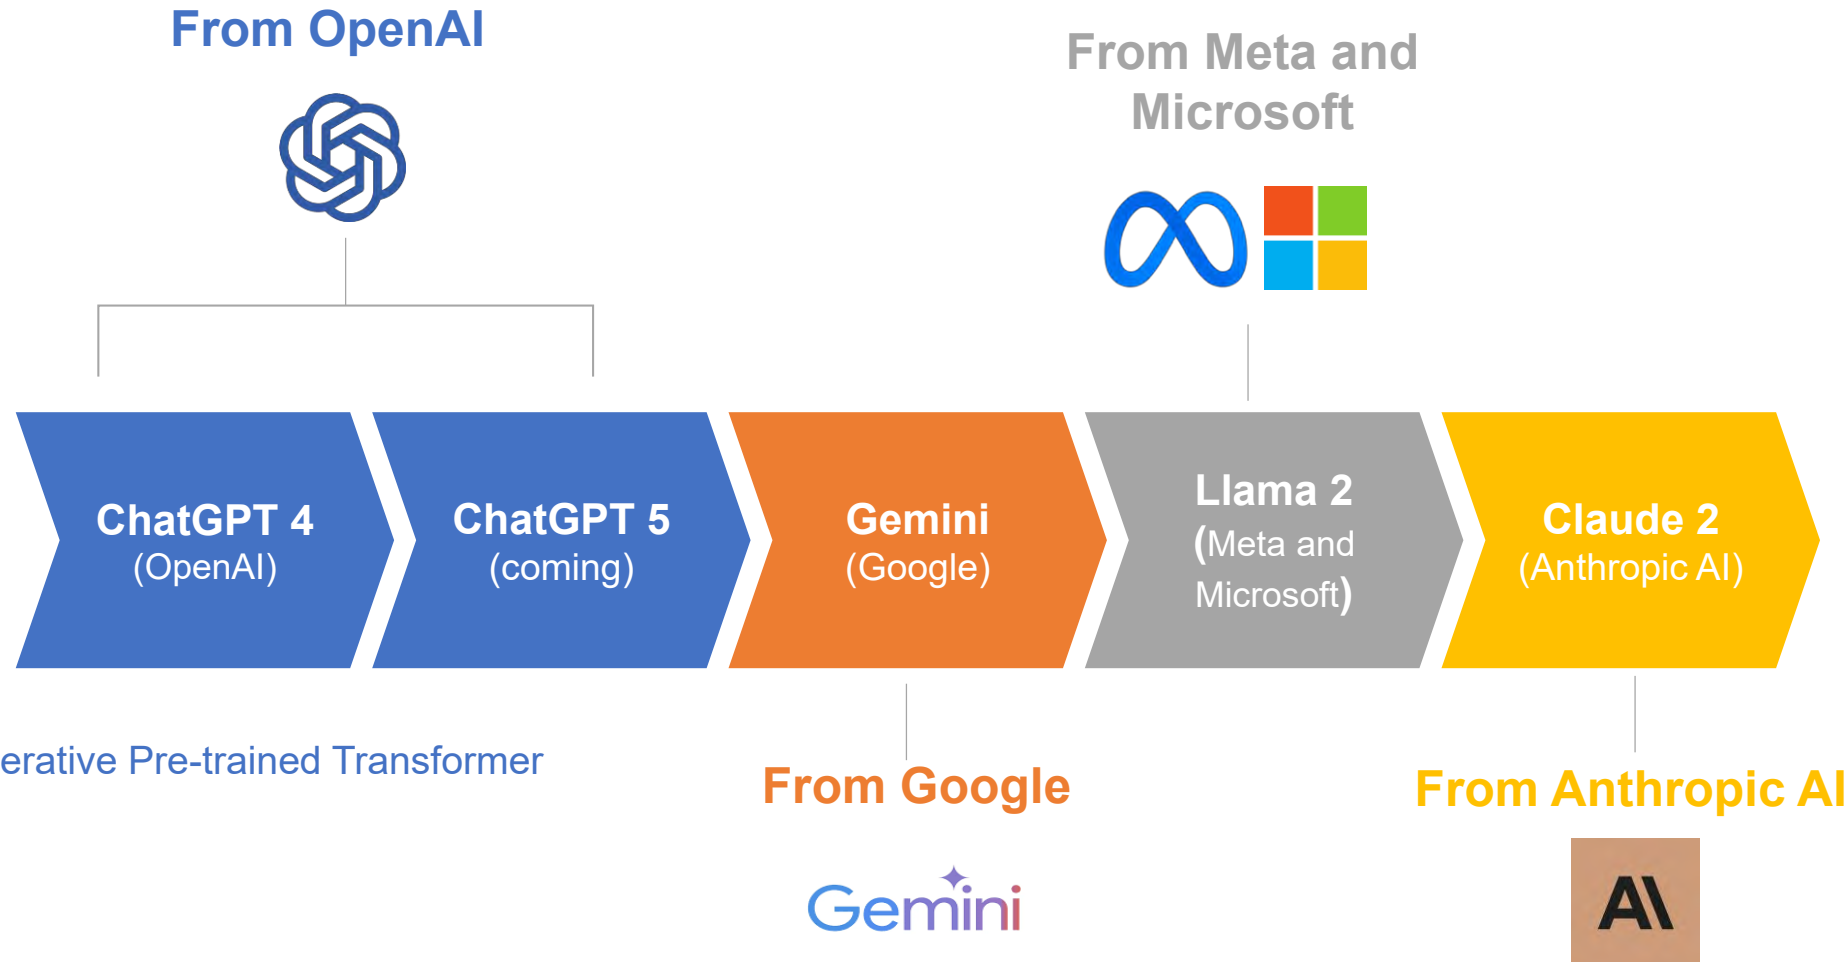 From OpenAI
From Meta and
Microsoft
ChatGPT 4
(OpenAI)
ChatGPT 5
(coming)
Gemini
(Google)
Llama 2
(Meta and
Microsoft)
Claude 2
(Anthropic AI)
erative Pre-trained Transformer
From Google
From Anthropic AI
Gemini
AI